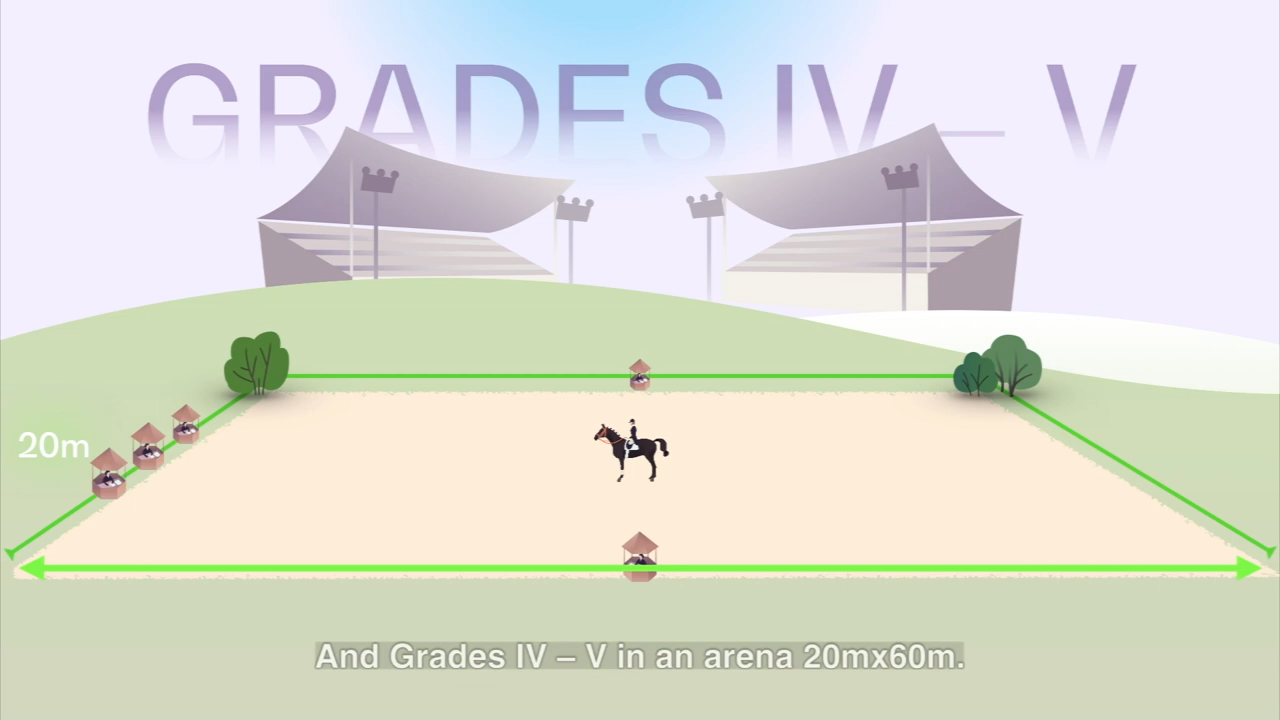 GRADES IV – V
20m
And Grades IV – V in an arena 20mx60m.